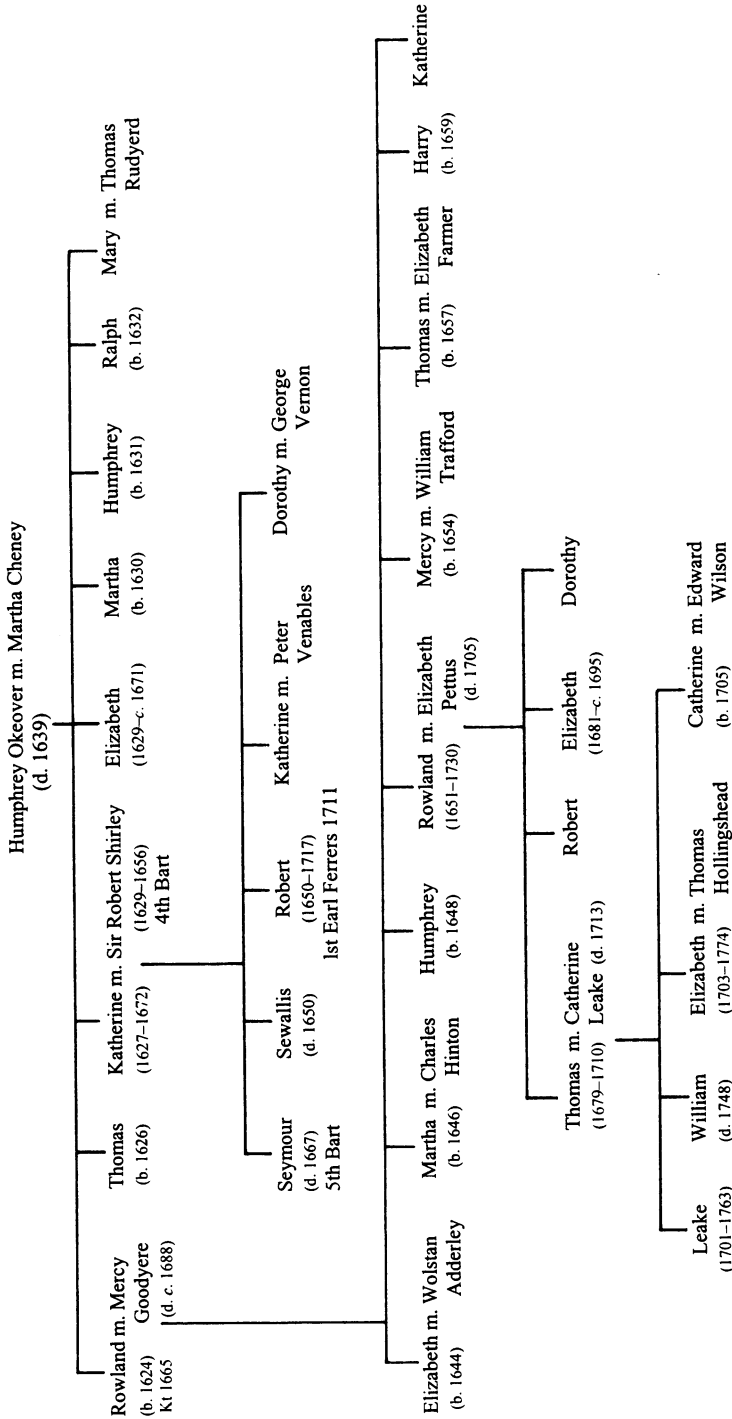 Humphrey Okeover m. Martha Cheney
(d. 1639)
Rowland m. Mercy
Goodyere
(b. 1624) (d. c. 1688)
Kt 1665
Thomas
(b. 1626)
Katherine m. Sir Robert Shirley
(1627–1672) (1629–1656)
4th Bart
Elizabeth
(1629–c. 1671)
Martha
(b. 1630)
Humphrey
(b. 1631)
Ralph
(b. 1632)
Mary m. Thomas
Rudyerd
Seymour
(d. 1667)
5th Bart
Sewallis
(d. 1650)
Robert
(1650–1717)
1st Earl Ferrers 1711
Katherine m. Peter
Venables
Dorothy m. George
Vernon
Elizabeth m. Wolstan
(b. 1644) Adderley
Martha m. Charles
(b. 1646) Hinton
Humphrey
(b. 1648)
Rowland m. Elizabeth
(1651–1730) Pettus
(d. 1705)
Mercy m. William
(b. 1654) Trafford
Thomas m. Elizabeth
(b. 1657) Farmer
Harry
(b. 1659)
Katherine
Thomas m. Catherine
(1679–1710) Leake (d. 1713)
Robert
Elizabeth
(1681–c. 1695)
Dorothy
Leake
(1701–1763)
William
(d. 1748)
Elizabeth m. Thomas
(1703–1774) Hollingshead
Catherine m. Edward
(b. 1705) Wilson